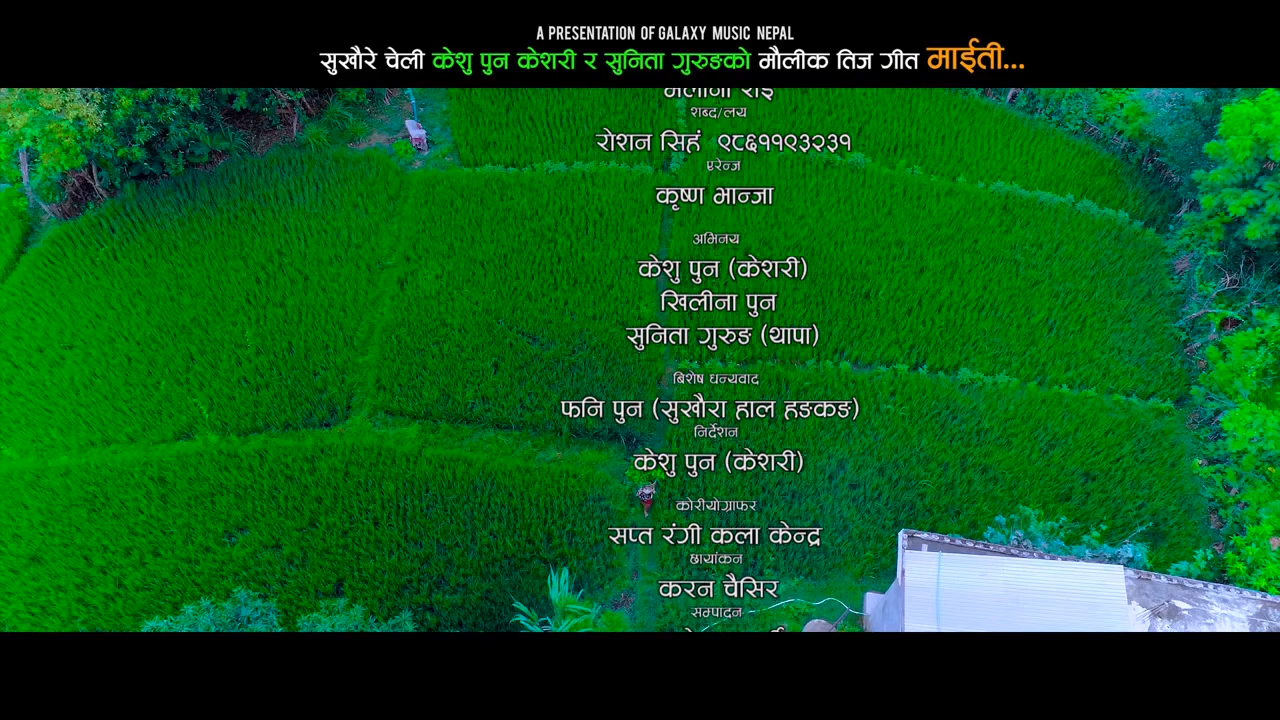 A PRESENTATION OF GALAXY MUSIC NEPAL
सुखौरे चेली केशु पुन केशरी र सुनिता गुरुङको मौलीक तिज गीत माईती...
मलीना राई
शब्द/लय
रोशन सिहं ९८६११९३२३१
एरेन्ज
कृष्ण भान्जा
अभिनय
केशु पुन (केशरी)
खिलीना पुन
सुनिता गुरुङ (थापा)
बिशेष धन्यवाद
फनि पुन (सुखौरा हाल हङकङ)
निर्देशन
केशु पुन (केशरी)
कोरीयोग्राफर
सप्त रंगी कला केन्द्र
छायांकन
करन चैसिर
सम्पादन